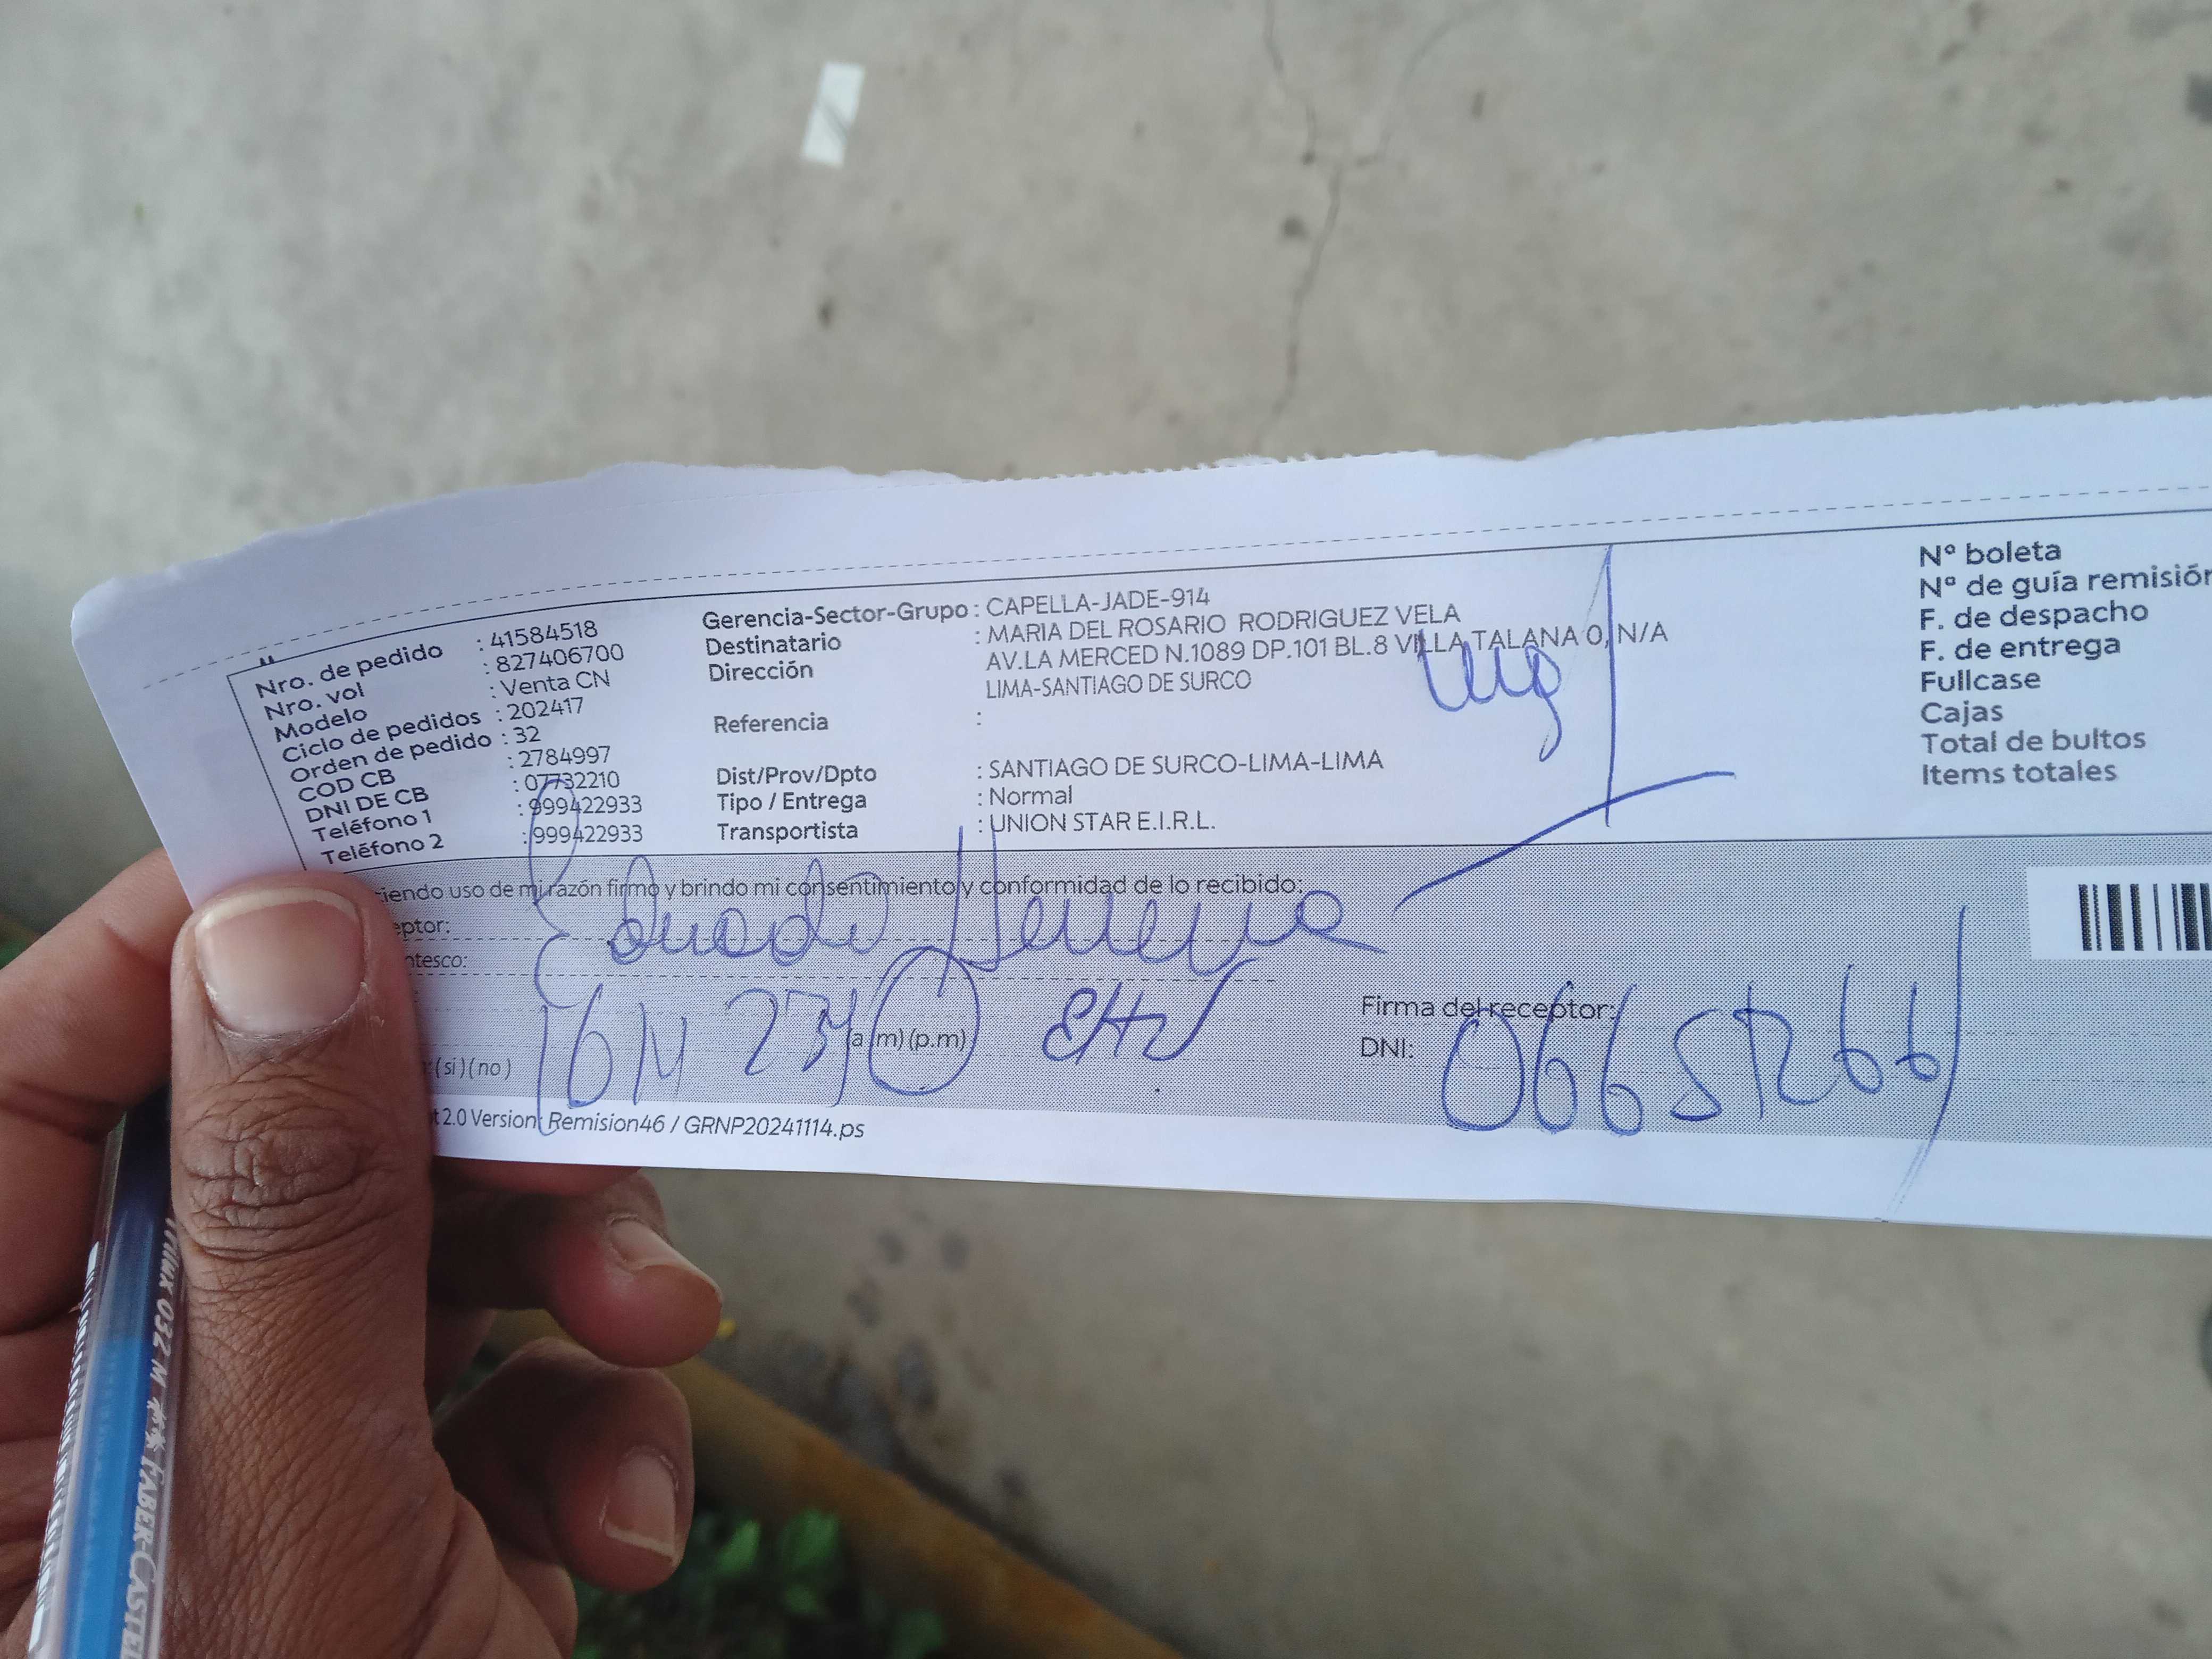 Nro. de pedido : 41584518
Nro. vol : 827406700
Modelo : Venta CN
Ciclo de pedidos : 202417
Orden de pedido : 32
COD CB : 2784997
DNI DE CB : 07732210
Teléfono 1 : 999422933
Teléfono 2 : 999422933
Gerencia-Sector-Grupo : CAPELLA-JADE-914
Destinatario : MARIA DEL ROSARIO RODRIGUEZ VELA
Dirección AV.LA MERCED N.1089 DP.101 BL.8 VILLA TALANA 0, N/A
LIMA-SANTIAGO DE SURCO
Referencia :
Dist/Prov/Dpto : SANTIAGO DE SURCO-LIMA-LIMA
Tipo / Entrega : Normal
Transportista : UNION STAR E.I.R.L.
N° boleta
N° de guía remisión
F. de despacho
F. de entrega
Fullcase
Cajas
Total de bultos
Items totales
iendo uso de mi razón firmo y brindo mi consentimiento y conformidad de lo recibido:
eptor: Eduardo Herrera
ntesco:
(a.m) (p.m)
Firma del receptor:
DNI:
(si) (no)
t 2.0 Version: Remision46 / GRNP20241114.ps
032 M ** FABER-CASTEL